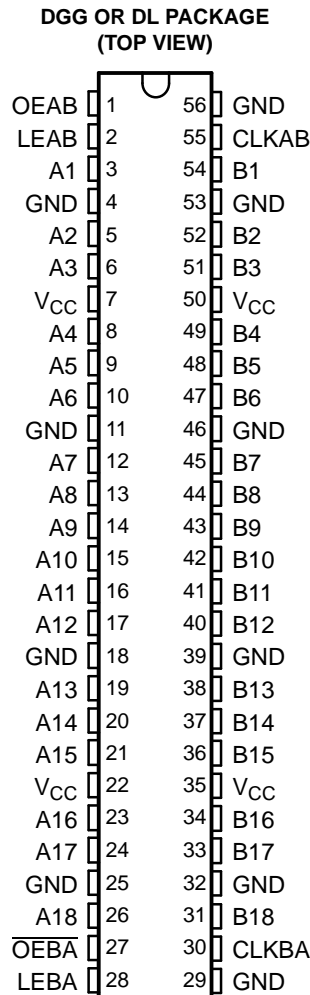 DGG OR DL PACKAGE
(TOP VIEW)
OEAB 1 56 GND
LEAB 2 55 CLKAB
A1 3 54 B1
GND 4 53 GND
A2 5 52 B2
A3 6 51 B3
VCC 7 50 VCC
A4 8 49 B4
A5 9 48 B5
A6 10 47 B6
GND 11 46 GND
A7 12 45 B7
A8 13 44 B8
A9 14 43 B9
A10 15 42 B10
A11 16 41 B11
A12 17 40 B12
GND 18 39 GND
A13 19 38 B13
A14 20 37 B14
A15 21 36 B15
VCC 22 35 VCC
A16 23 34 B16
A17 24 33 B17
GND 25 32 GND
A18 26 31 B18
O̅E̅B̅A̅ 27 30 CLKBA
LEBA 28 29 GND